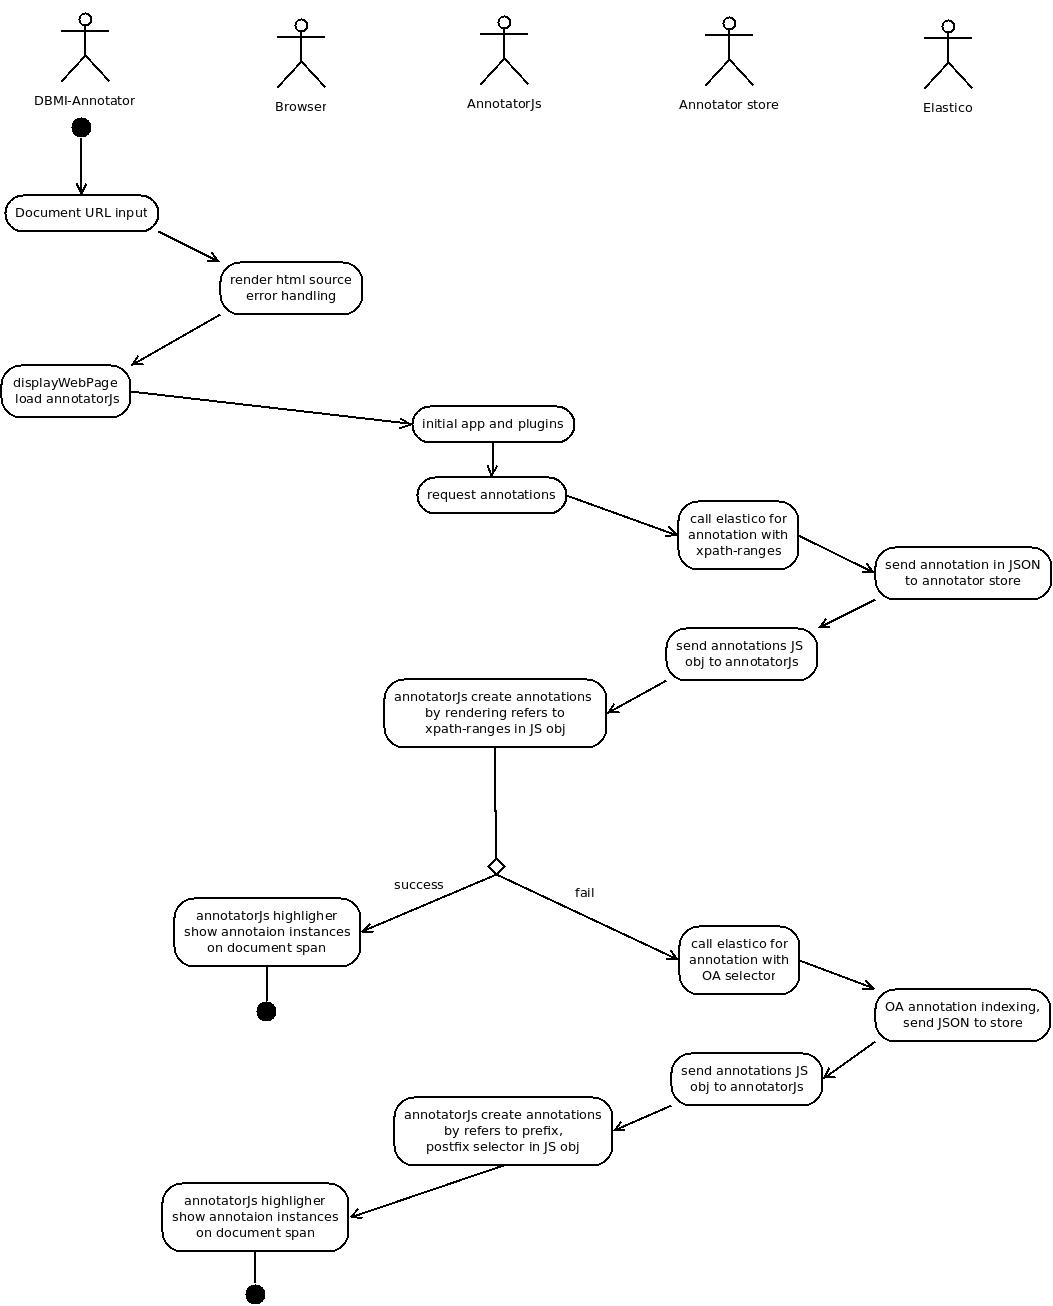 DBMI-Annotator
Browser
AnnotatorJs
Annotator store
Elastico
Document URL input
render html source
error handling
displayWebPage
load annotatorJs
initial app and plugins
request annotations
call elastico for
annotation with
xpath-ranges
send annotation in JSON
to annotator store
send annotations JS
obj to annotatorJs
annotatorJs create annotations
by rendering refers to
xpath-ranges in JS obj
success
fail
annotatorJs highligher
show annotaion instances
on document span
call elastico for
annotation with
OA selector
OA annotation indexing,
send JSON to store
send annotations JS
obj to annotatorJs
annotatorJs create annotations
by refers to prefix,
postfix selector in JS obj
annotatorJs highligher
show annotaion instances
on document span